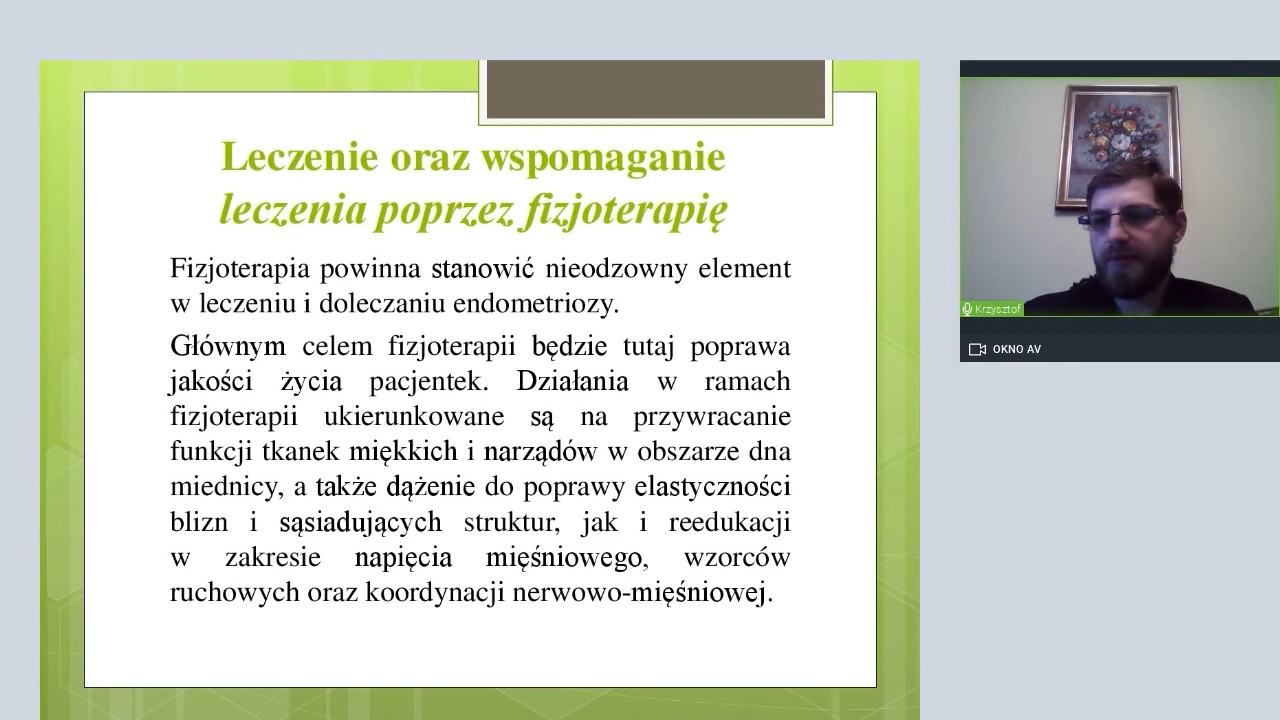 Leczenie oraz wspomaganie
leczenia poprzez fizjoterapię
Fizjoterapia powinna stanowić nieodzowny element
w leczeniu i doleczaniu endometriozy.
Głównym celem fizjoterapii będzie tutaj poprawa
jakości życia pacjentek. Działania w ramach
fizjoterapii ukierunkowane są na przywracanie
funkcji tkanek miękkich i narządów w obszarze dna
miednicy, a także dążenie do poprawy elastyczności
blizn i sąsiadujących struktur, jak i reedukacji
w zakresie napięcia mięśniowego, wzorców
ruchowych oraz koordynacji nerwowo-mięśniowej.
Krzysztof
OKNO AV